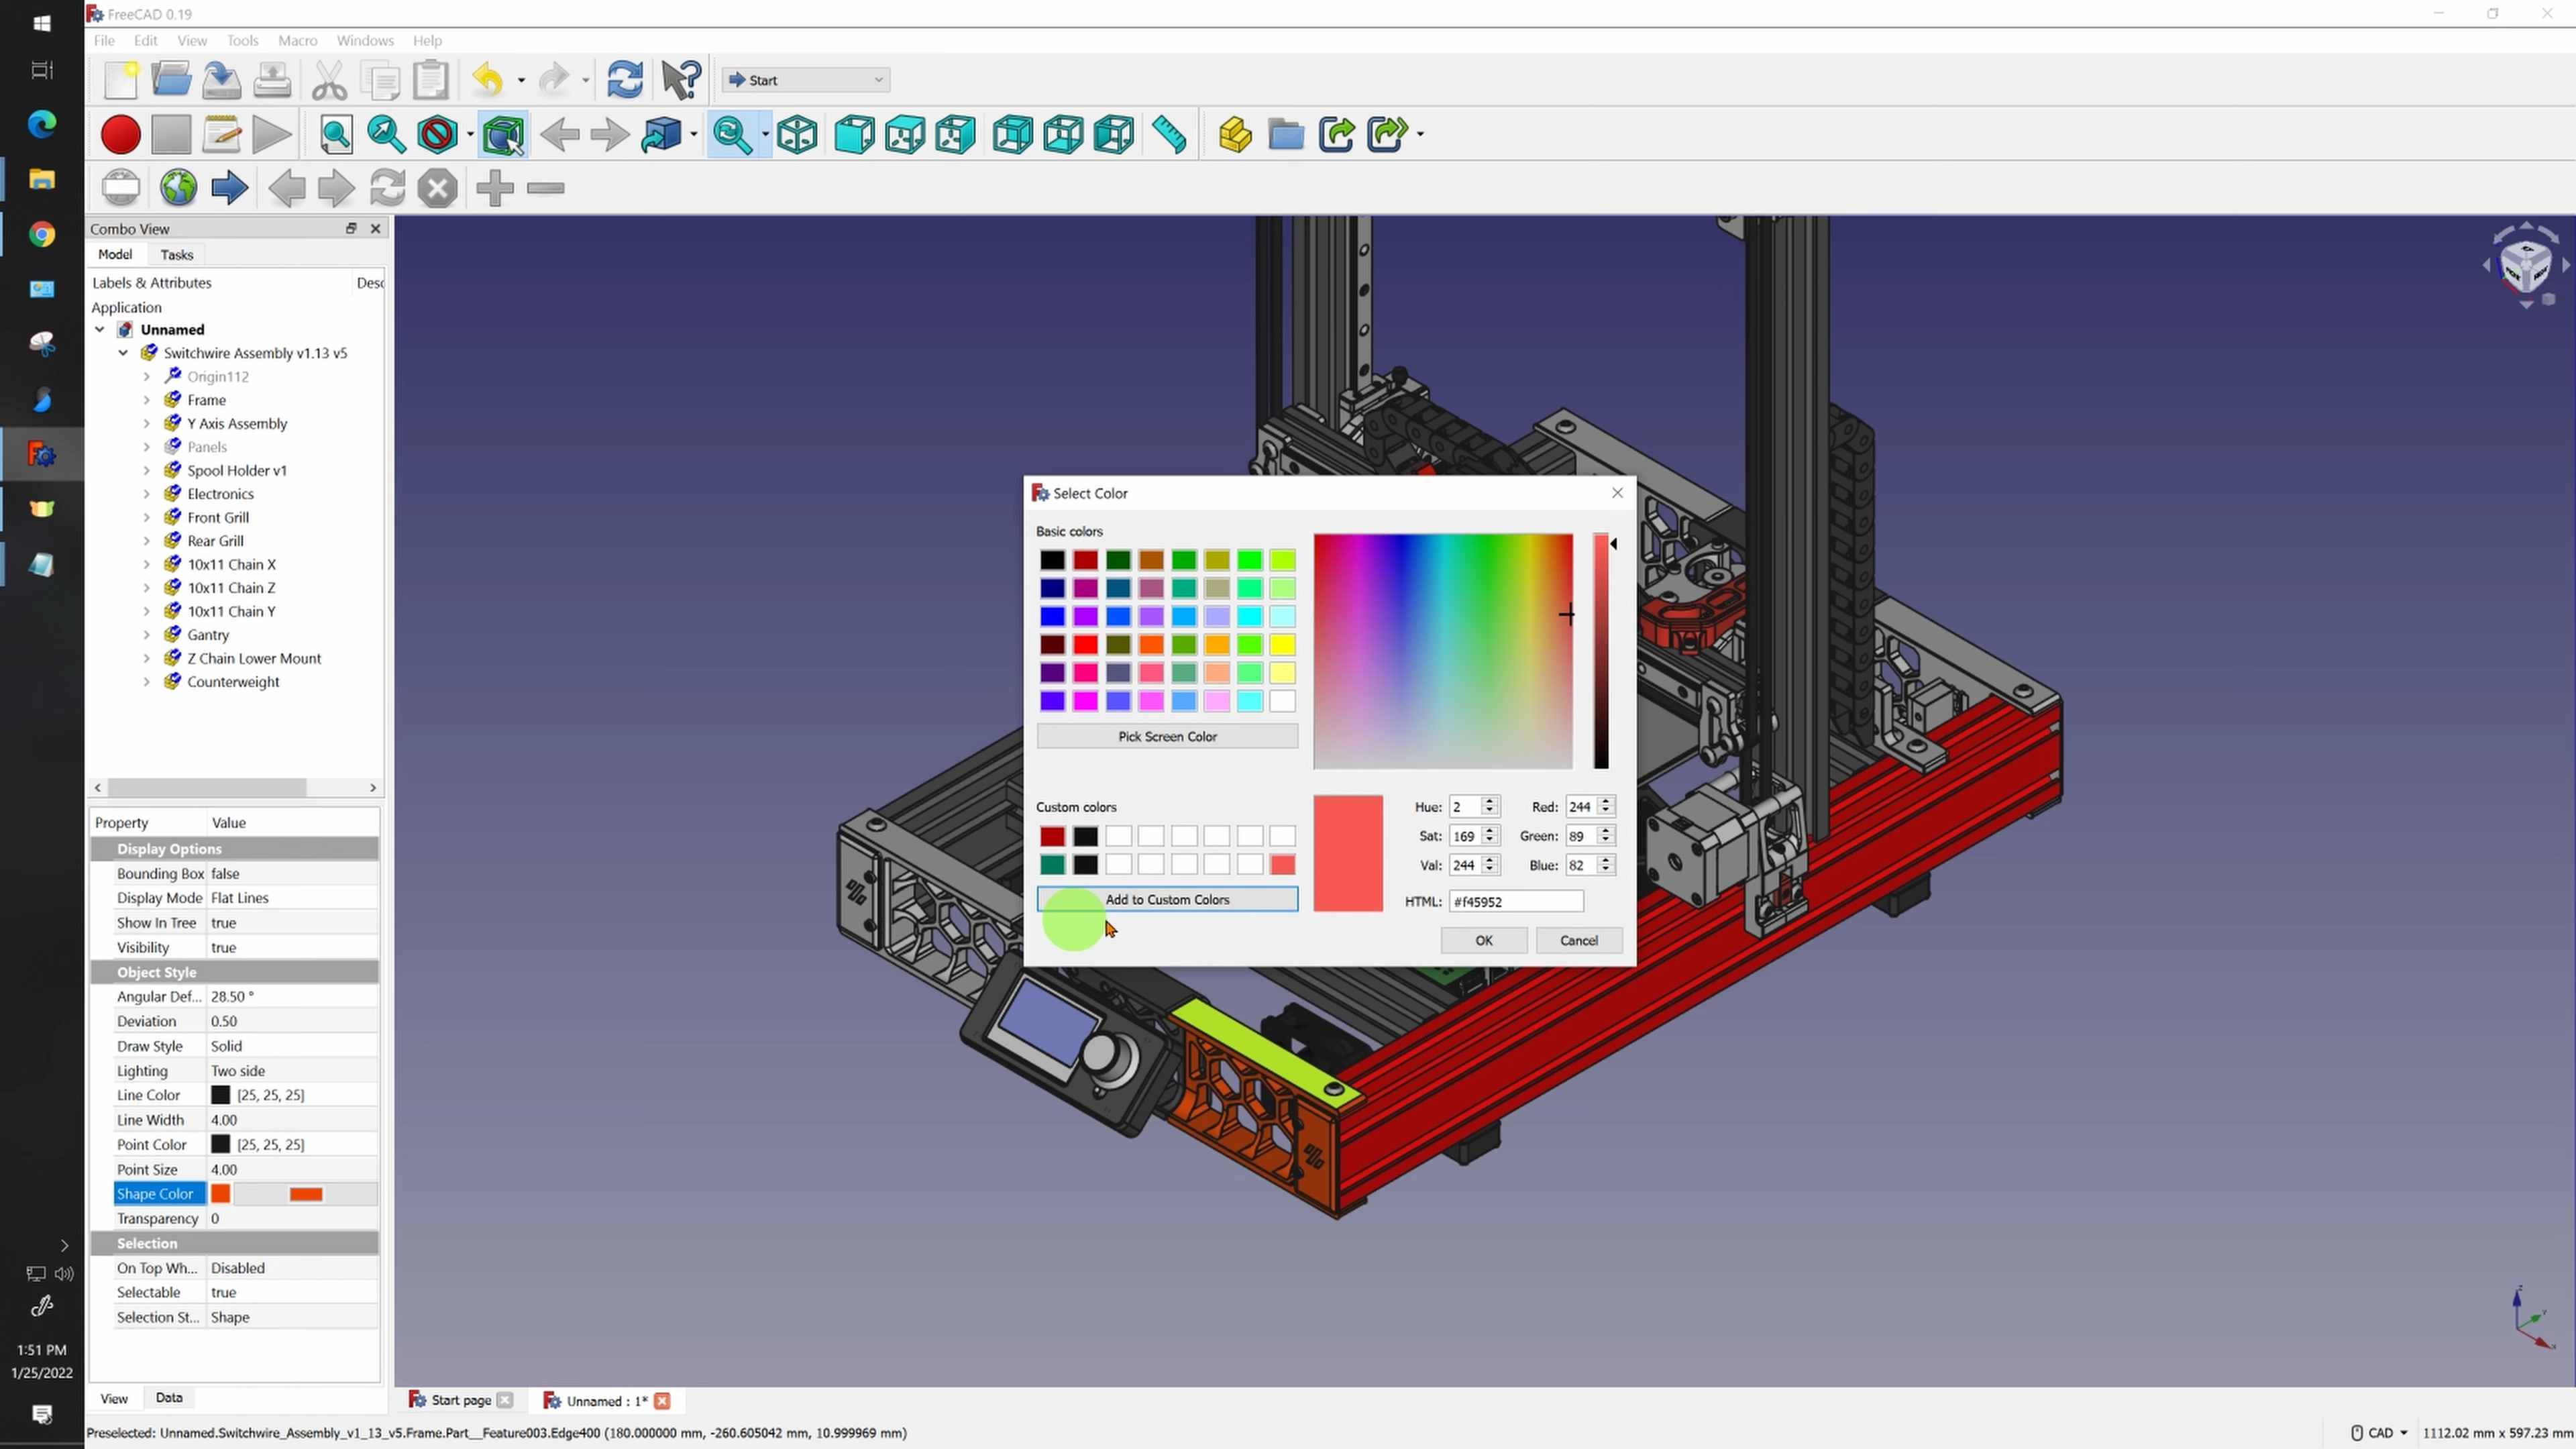 FreeCAD 0.19
File Edit View Tools Macro Windows Help
Start
Combo View
Model Tasks
Labels & Attributes Desc
Application
Unnamed
Switchwire Assembly v1.13 v5
Origin112
Frame
Y Axis Assembly
Panels
Spool Holder v1
Electronics
Front Grill
Rear Grill
10x11 Chain X
10x11 Chain Z
10x11 Chain Y
Gantry
Z Chain Lower Mount
Counterweight
Property Value
Display Options
Bounding Box false
Display Mode Flat Lines
Show In Tree true
Visibility true
Object Style
Angular Def... 28.50 °
Deviation 0.50
Draw Style Solid
Lighting Two side
Line Color [25, 25, 25]
Line Width 4.00
Point Color [25, 25, 25]
Point Size 4.00
Shape Color
Transparency 0
Selection
On Top Wh... Disabled
Selectable true
Selection St... Shape
View Data
1:51 PM
1/25/2022
Select Color
Basic colors
Pick Screen Color
Custom colors
Add to Custom Colors
Hue: 2 Red: 244
Sat: 169 Green: 89
Val: 244 Blue: 82
HTML: #f45952
OK Cancel
Start page Unnamed : 1*
Preselected: Unnamed.Switchwire_Assembly_v1_13_v5.Frame.Part__Feature003.Edge400 (180.000000 mm, -260.605042 mm, 10.999969 mm)
CAD 1112.02 mm x 597.23 mm